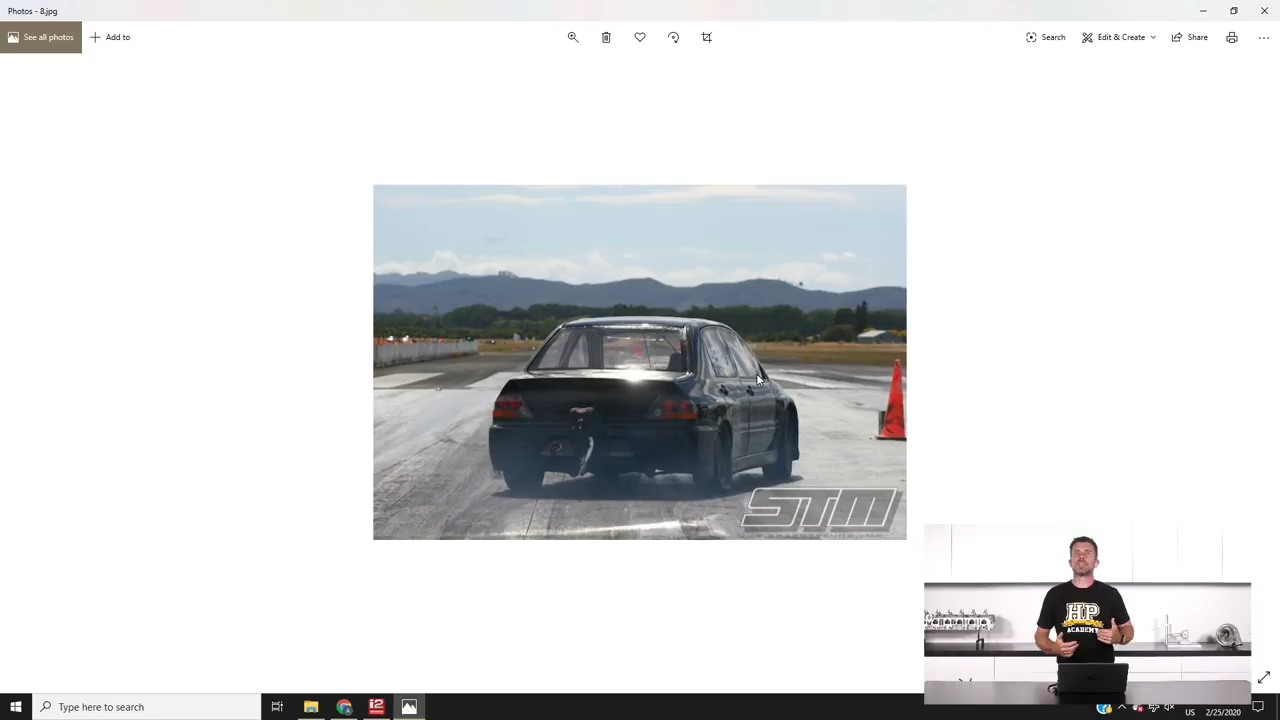 Photos - 8.jpg
See all photos
Add to
Search
Edit & Create
Share
STM
HP
ACADEMY
Type here to search
i2
US
2/25/2020